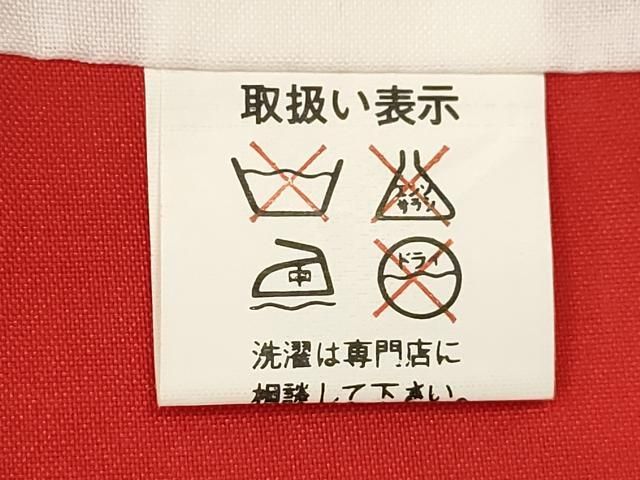 取扱い表示
エンソ
サラシ
中
ドライ
洗濯は専門店に
相談して下さい。